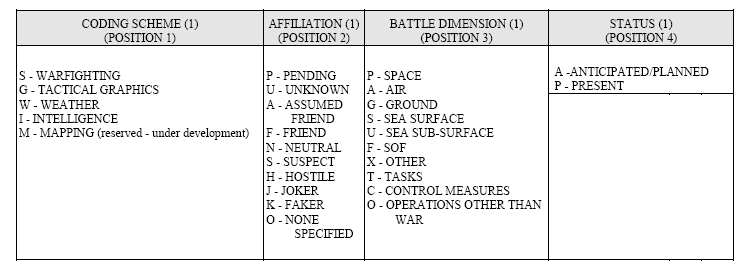 CODING SCHEME (1)
(POSITION 1)
AFFILIATION (1)
(POSITION 2)
BATTLE DIMENSION (1)
(POSITION 3)
STATUS (1)
(POSITION 4)
S - WARFIGHTING
G - TACTICAL GRAPHICS
W - WEATHER
I - INTELLIGENCE
M - MAPPING (reserved - under development)
P - PENDING
U - UNKNOWN
A - ASSUMED
FRIEND
F - FRIEND
N - NEUTRAL
S - SUSPECT
H - HOSTILE
J - JOKER
K - FAKER
O - NONE
SPECIFIED
P - SPACE
A - AIR
G - GROUND
S - SEA SURFACE
U - SEA SUB-SURFACE
F - SOF
X - OTHER
T - TASKS
C - CONTROL MEASURES
O - OPERATIONS OTHER THAN
WAR
A -ANTICIPATED/PLANNED
P - PRESENT